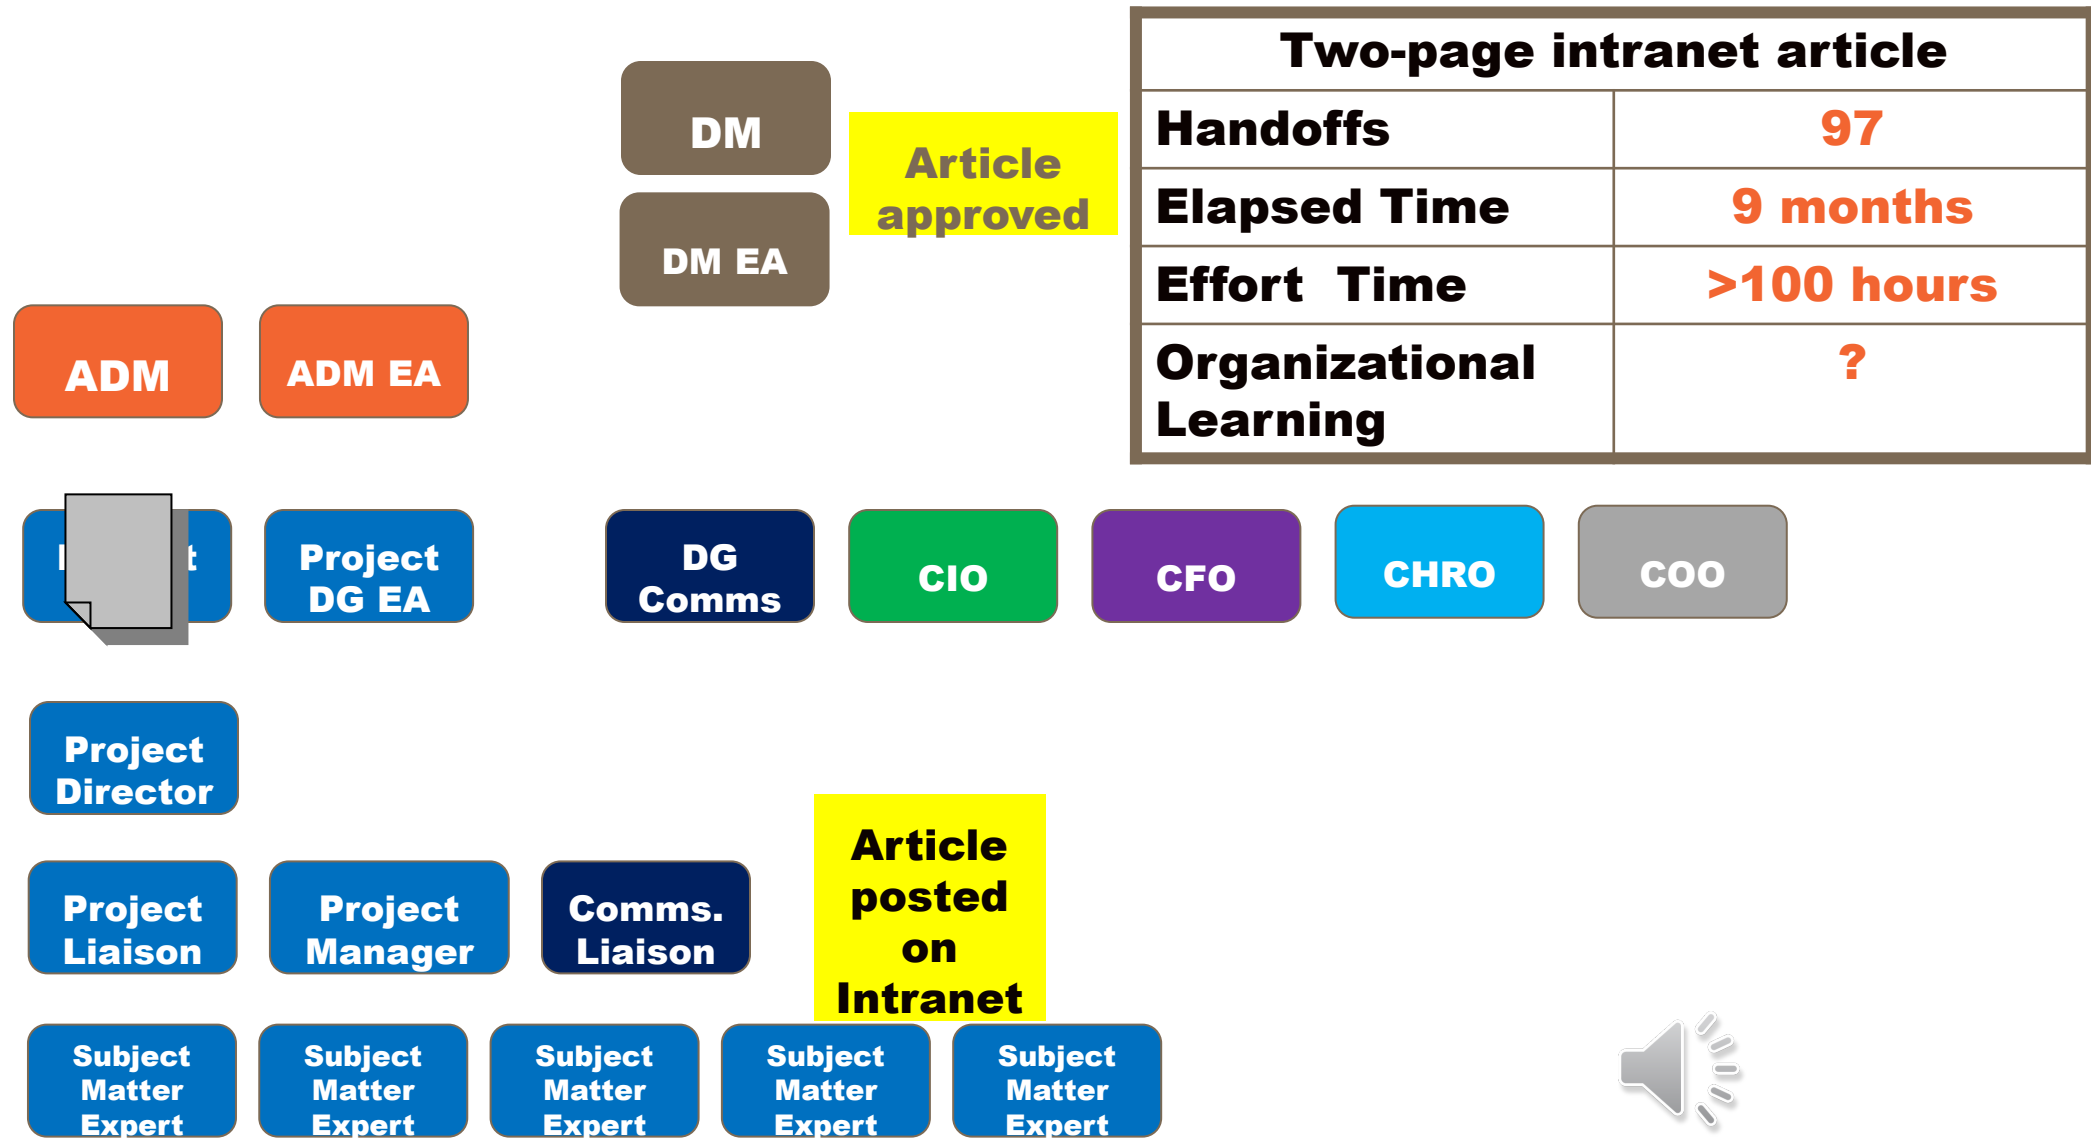 Two-page intranet article
Handoffs 97
Elapsed Time 9 months
Effort Time >100 hours
Organizational ?
Learning
DM
Article
approved
DM EA
ADM
ADM EA
Project
DG EA
DG
Comms
CIO
CFO
CHRO
COO
Project
Director
Project
Liaison
Project
Manager
Comms.
Liaison
Article
posted
on
Intranet
Subject
Matter
Expert
Subject
Matter
Expert
Subject
Matter
Expert
Subject
Matter
Expert
Subject
Matter
Expert